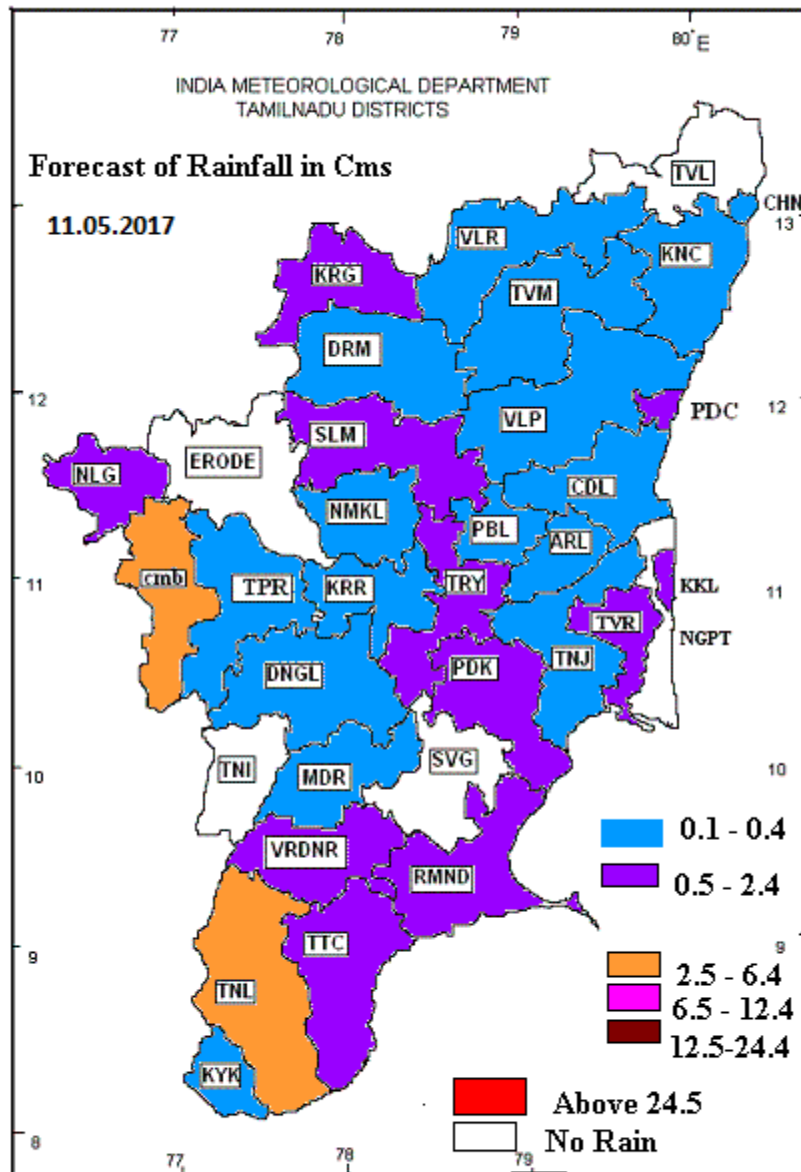 77 78 79 80° E
INDIA METEOROLOGICAL DEPARTMENT
TAMILNADU DISTRICTS
Forecast of Rainfall in Cms
11.05.2017
TVL
CHN
13
VLR
KNC
KRG
TVM
DRM
12
12
PDC
SLM
VLP
ERODE
NLG
CDL
NMKL
PBL
ARL
11
cmb
TPR
KRR
TRY
KKL
11
TVR
NGPT
DNGL
PDK
TNJ
10
TNI
MDR
SVG
10
0.1 - 0.4
VRDNR
RMND
0.5 - 2.4
9
TTC
9
TNL
2.5 - 6.4
6.5 - 12.4
12.5-24.4
KYK
Above 24.5
8
No Rain
77 78 79